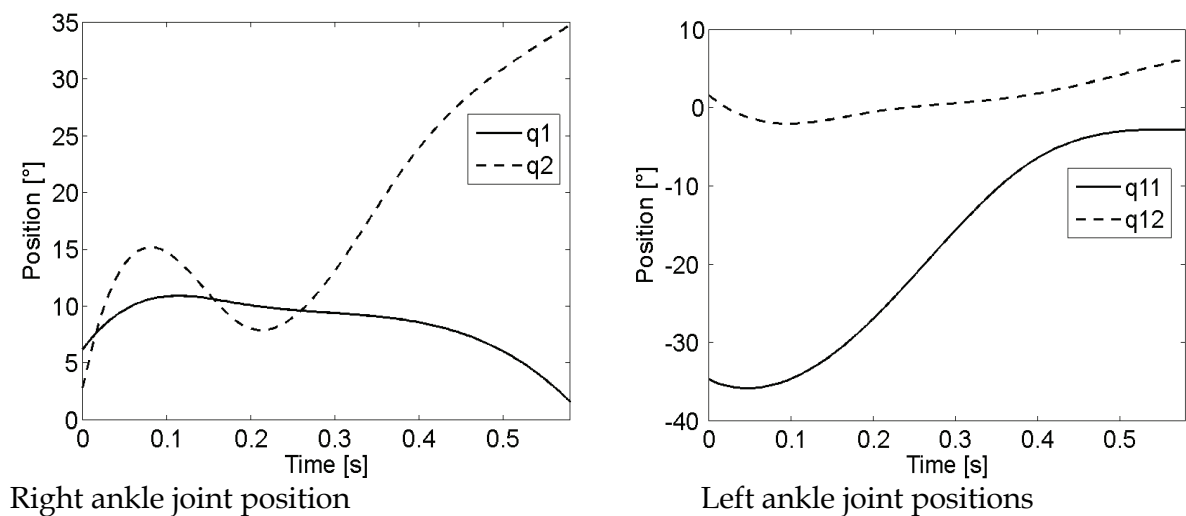 35
30
25
20
15
10
5
0
Position [°]
q1
q2
0
0.1
0.2
0.3
0.4
0.5
Time [s]
Right ankle joint position
10
0
-10
-20
-30
-40
Position [°]
q11
q12
0
0.1
0.2
0.3
0.4
0.5
Time [s]
Left ankle joint positions